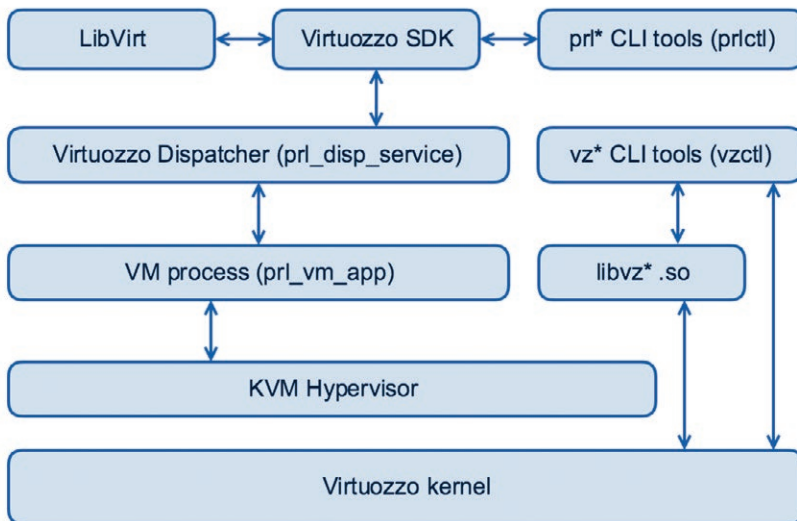 LibVirt
Virtuozzo SDK
prl* CLI tools (prlctl)
Virtuozzo Dispatcher (prl_disp_service)
vz* CLI tools (vzctl)
VM process (prl_vm_app)
libvz* .so
KVM Hypervisor
Virtuozzo kernel